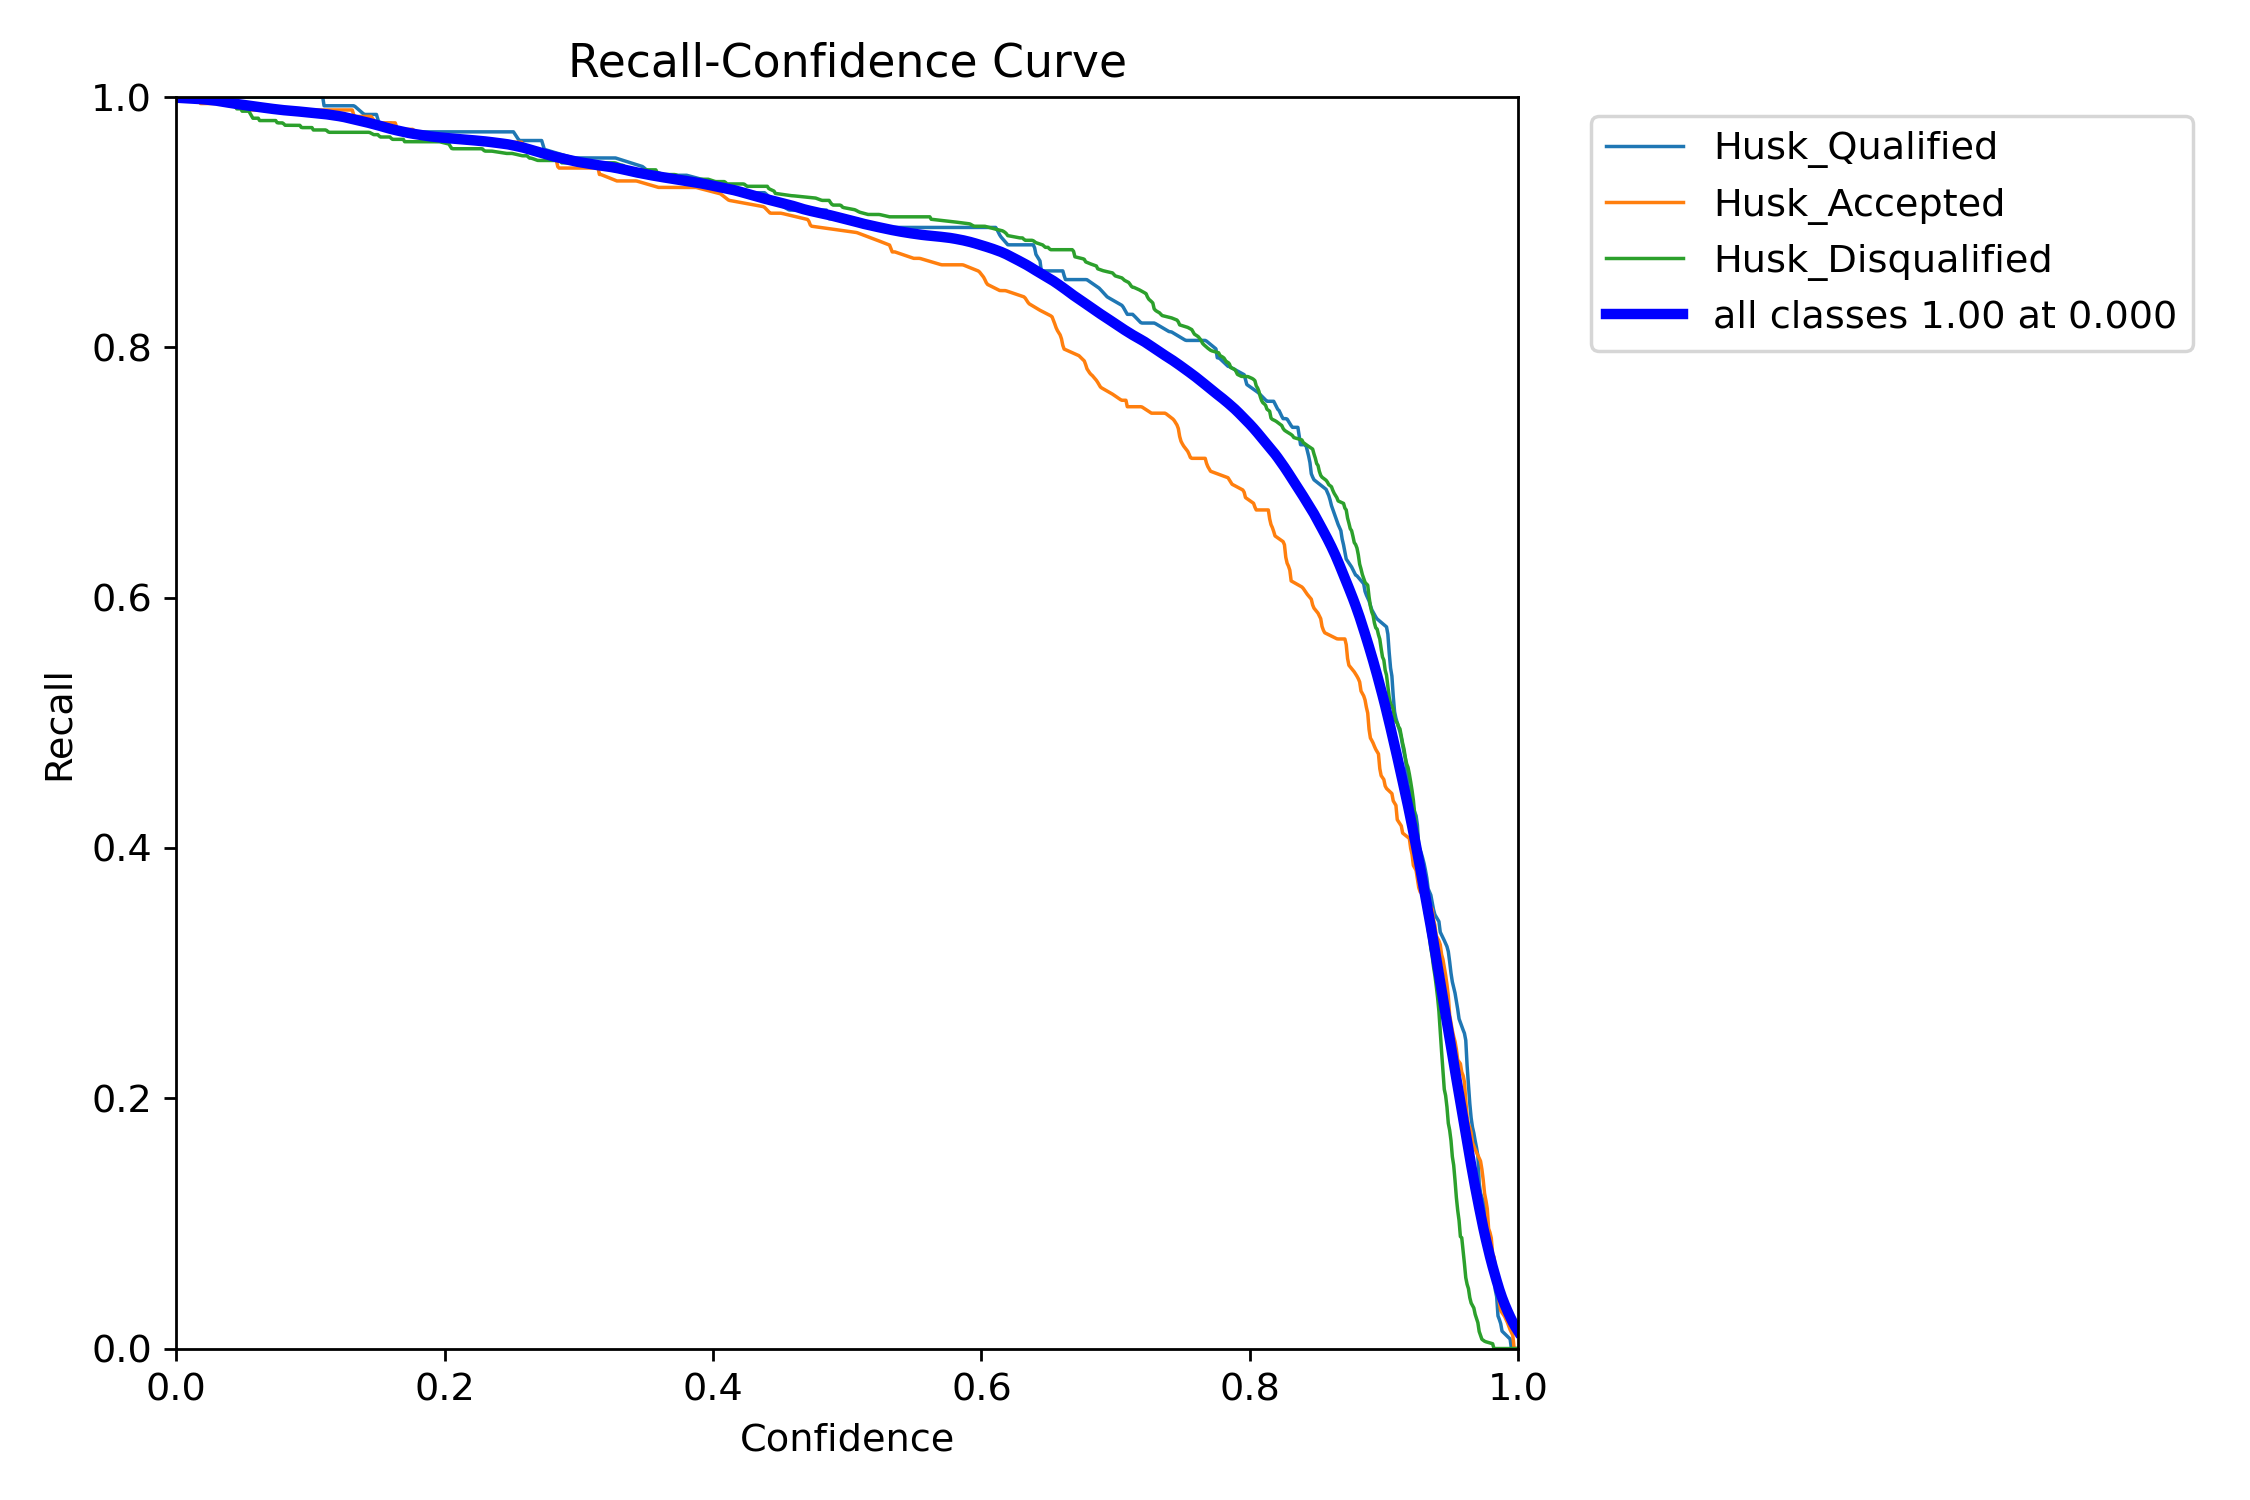 Recall-Confidence Curve
1.0
0.8
0.6
0.4
0.2
0.0
Recall
0.0 0.2 0.4 0.6 0.8 1.0
Confidence
Husk_Qualified
Husk_Accepted
Husk_Disqualified
all classes 1.00 at 0.000